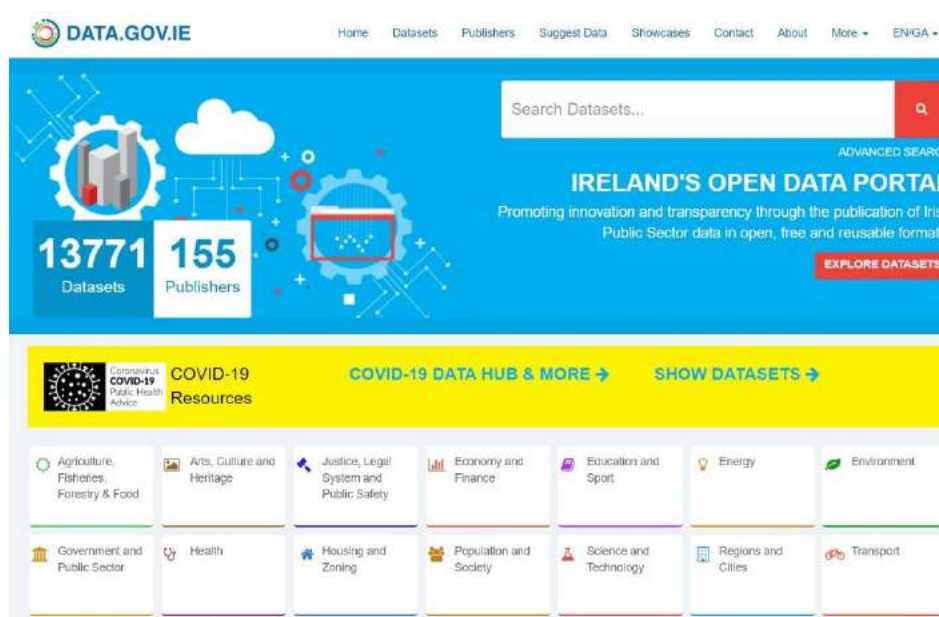 DATA.GOV.IE
Home Datasets Publishers Suggest Data Showcases Contact About More EN/GA
Search Datasets...
ADVANCED SEARC
IRELAND'S OPEN DATA PORTAL
Promoting innovation and transparency through the publication of Iris
Public Sector data in open, free and reusable format
EXPLORE DATASETS
13771
Datasets
155
Publishers
Coronavirus
COVID-19
Public Health
Advice
COVID-19
Resources
COVID-19 DATA HUB & MORE →
SHOW DATASETS →
Agriculture,
Fisheries,
Forestry & Food
Arts, Culture and
Heritage
Justice, Legal
System and
Public Safety
Economy and
Finance
Education and
Sport
Energy
Environment
Government and
Public Sector
Health
Housing and
Zoning
Population and
Society
Science and
Technology
Regions and
Cities
Transport